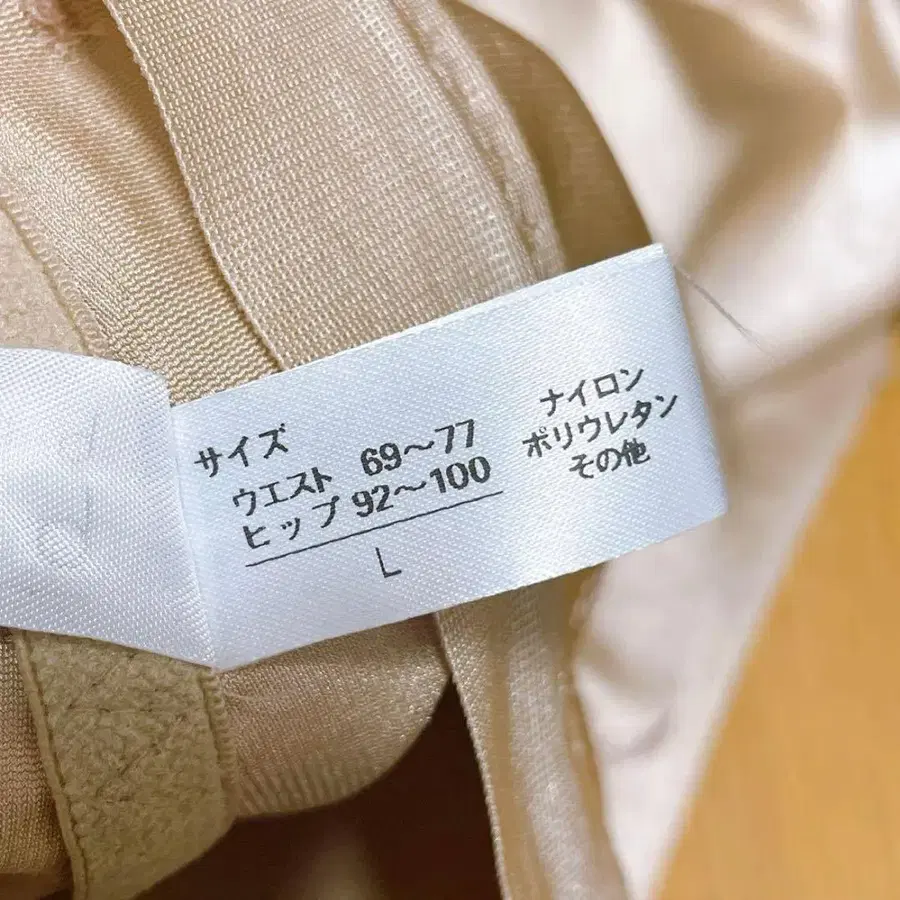 サイズ
ウエスト 69～77
ヒップ 92～100
L
ナイロン
ポリウレタン
その他